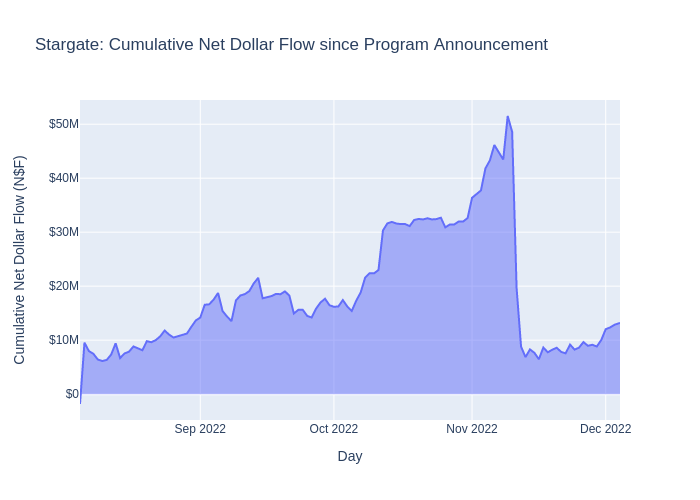 Stargate: Cumulative Net Dollar Flow since Program Announcement
$50M
$40M
$30M
$20M
$10M
$0
Cumulative Net Dollar Flow (N$F)
Sep 2022
Oct 2022
Nov 2022
Dec 2022
Day